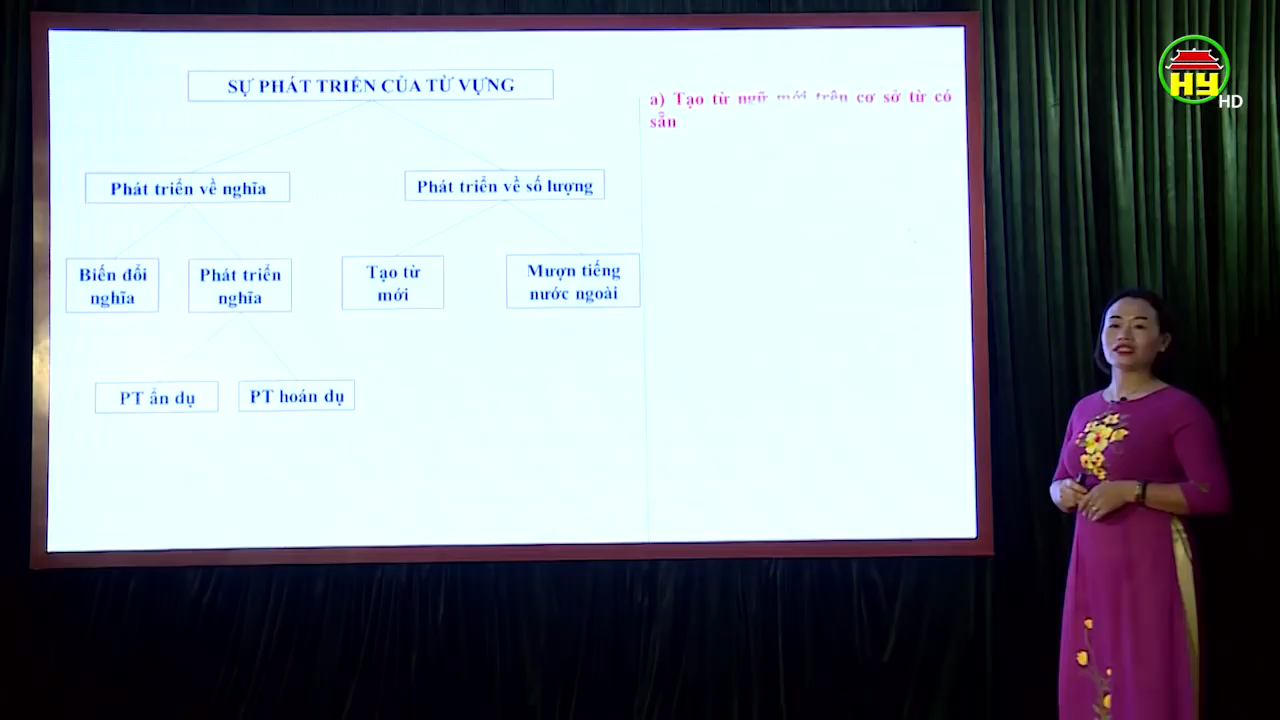 SỰ PHÁT TRIỂN CỦA TỪ VỰNG
Phát triển về nghĩa
Phát triển về số lượng
Biến đổi
nghĩa
Phát triển
nghĩa
Tạo từ
mới
Mượn tiếng
nước ngoài
PT ẩn dụ
PT hoán dụ
a) Tạo từ ngữ mới trên cơ sở từ có
sẵn
HY
HD